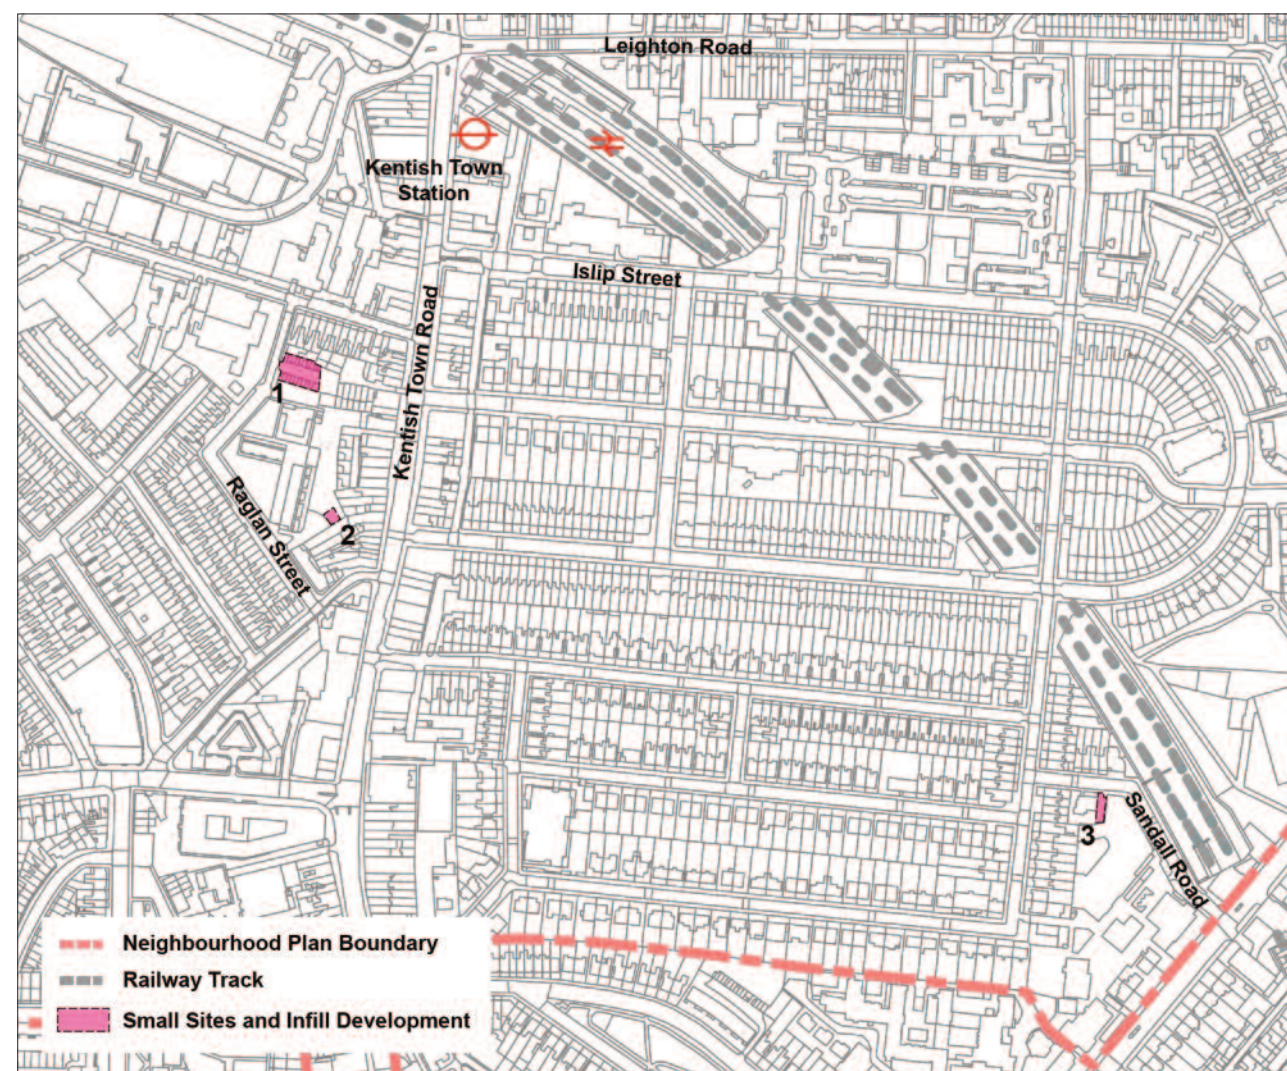 Leighton Road
Kentish Town
Station
Islip Street
Kentish Town Road
1
Raglan Street
2
3
Sandall Road
Neighbourhood Plan Boundary
Railway Track
Small Sites and Infill Development